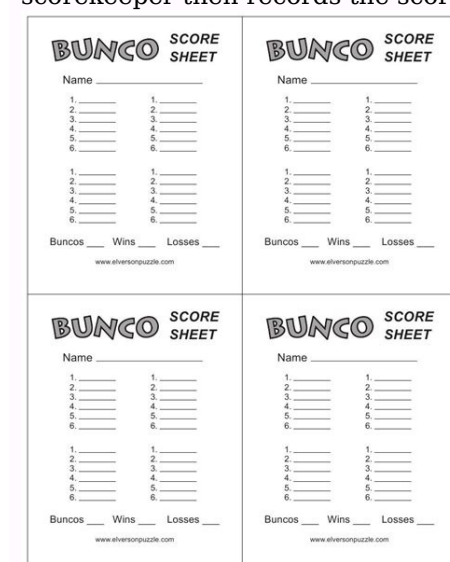 scorekeeper then records the scor
BUNCO SCORE SHEET
Name
1. 1.
2. 2.
3. 3.
4. 4.
5. 5.
6. 6.
1. 1.
2. 2.
3. 3.
4. 4.
5. 5.
6. 6.
Buncos ___ Wins ___ Losses ___
www.elversonpuzzle.com
BUNCO SCORE SHEET
Name
1. 1.
2. 2.
3. 3.
4. 4.
5. 5.
6. 6.
1. 1.
2. 2.
3. 3.
4. 4.
5. 5.
6. 6.
Buncos ___ Wins ___ Losses ___
www.elversonpuzzle.com
BUNCO SCORE SHEET
Name
1. 1.
2. 2.
3. 3.
4. 4.
5. 5.
6. 6.
1. 1.
2. 2.
3. 3.
4. 4.
5. 5.
6. 6.
Buncos ___ Wins ___ Losses ___
www.elversonpuzzle.com
BUNCO SCORE SHEET
Name
1. 1.
2. 2.
3. 3.
4. 4.
5. 5.
6. 6.
1. 1.
2. 2.
3. 3.
4. 4.
5. 5.
6. 6.
Buncos ___ Wins ___ Losses ___
www.elversonpuzzle.com